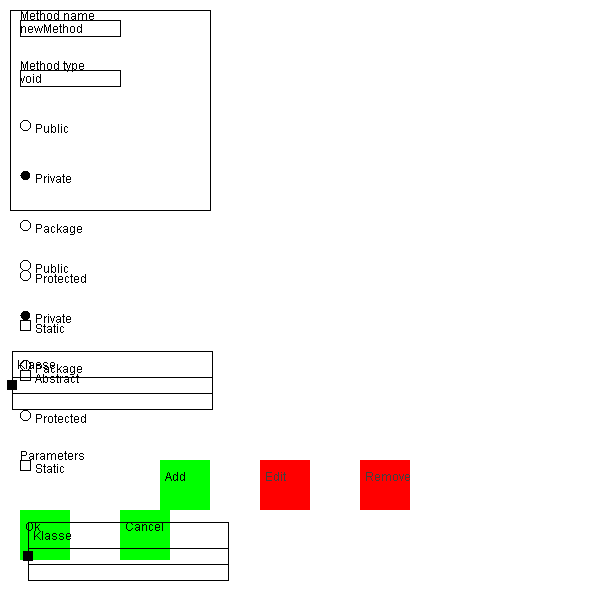 Method name
newMethod
Method type
void
Public
Private
Package
Public
Protected
Private
Static
Klasse
Package
Abstract
Protected
Parameters
Static
Add
Edit
Remove
Ok
Cancel
Klasse